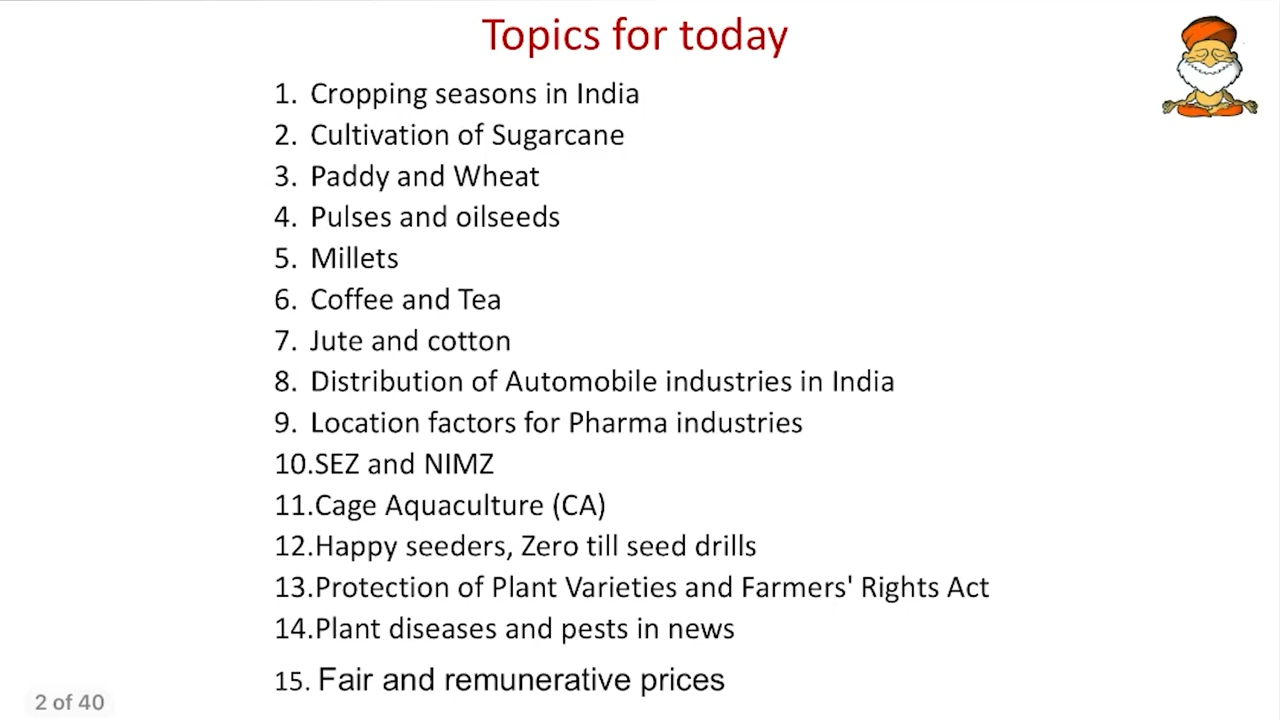 Topics for today
1. Cropping seasons in India
2. Cultivation of Sugarcane
3. Paddy and Wheat
4. Pulses and oilseeds
5. Millets
6. Coffee and Tea
7. Jute and cotton
8. Distribution of Automobile industries in India
9. Location factors for Pharma industries
10.SEZ and NIMZ
11.Cage Aquaculture (CA)
12.Happy seeders, Zero till seed drills
13.Protection of Plant Varieties and Farmers' Rights Act
14.Plant diseases and pests in news
15. Fair and remunerative prices
2 of 40